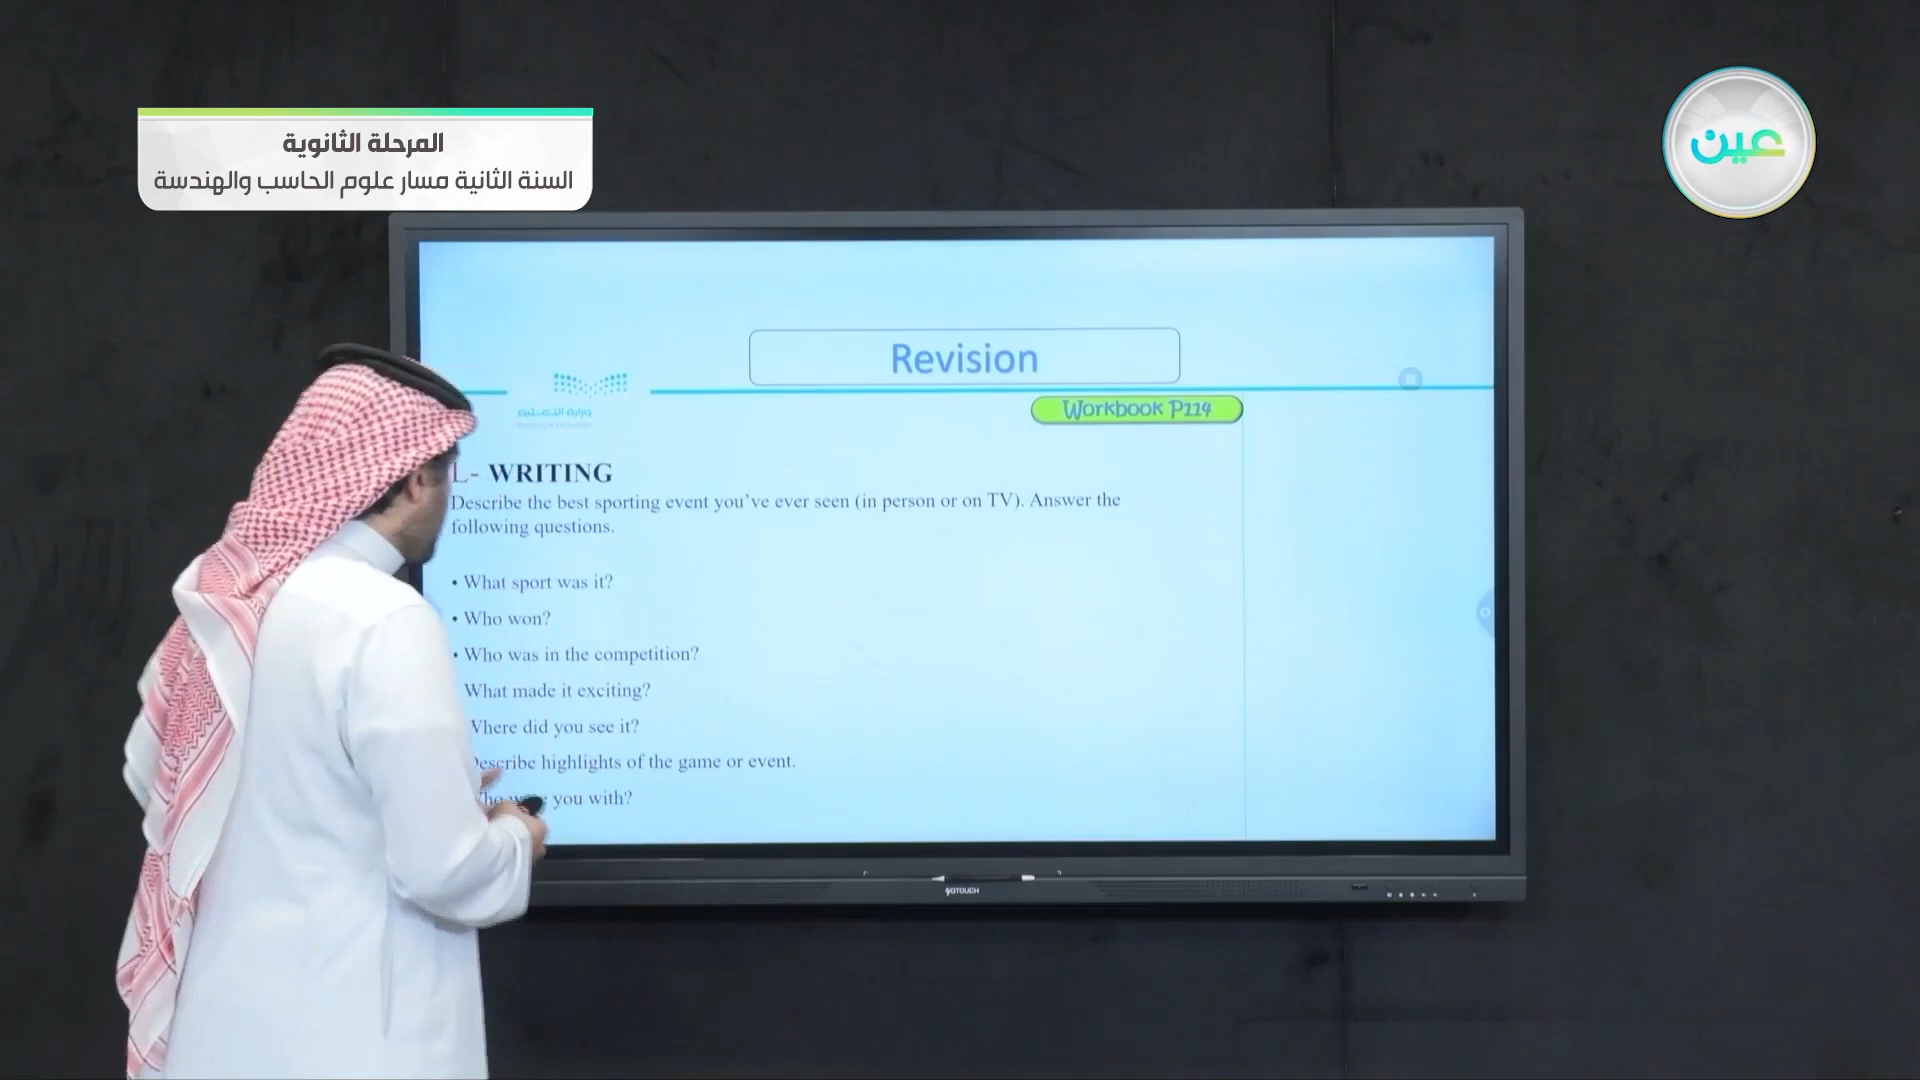 المرحلة الثانوية
السنة الثانية مسار علوم الحاسب والهندسة
عين
Revision
وزارة التعليم
Workbook P114
L- WRITING
Describe the best sporting event you've ever seen (in person or on TV). Answer the
following questions.
• What sport was it?
• Who won?
• Who was in the competition?
What made it exciting?
Where did you see it?
Describe highlights of the game or event.
you with?
YQTOUCH